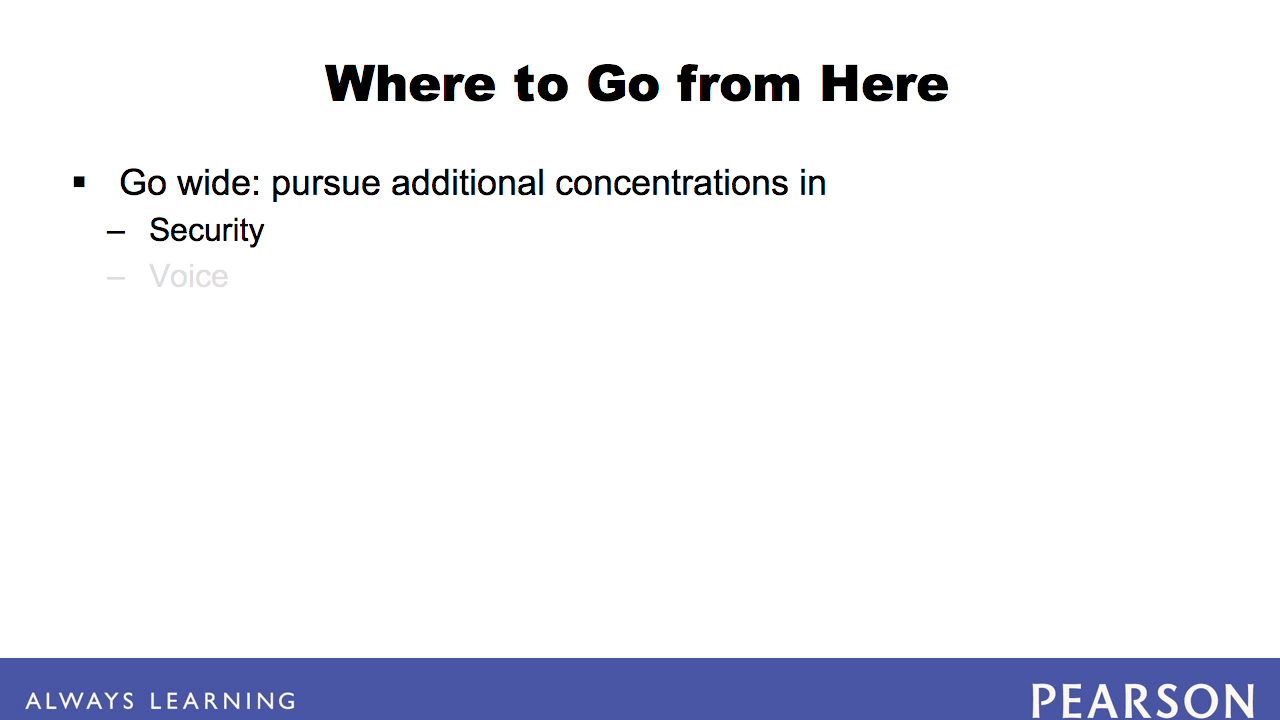 Where to Go from Here
▪ Go wide: pursue additional concentrations in
– Security
– Voice
ALWAYS LEARNING
PEARSON